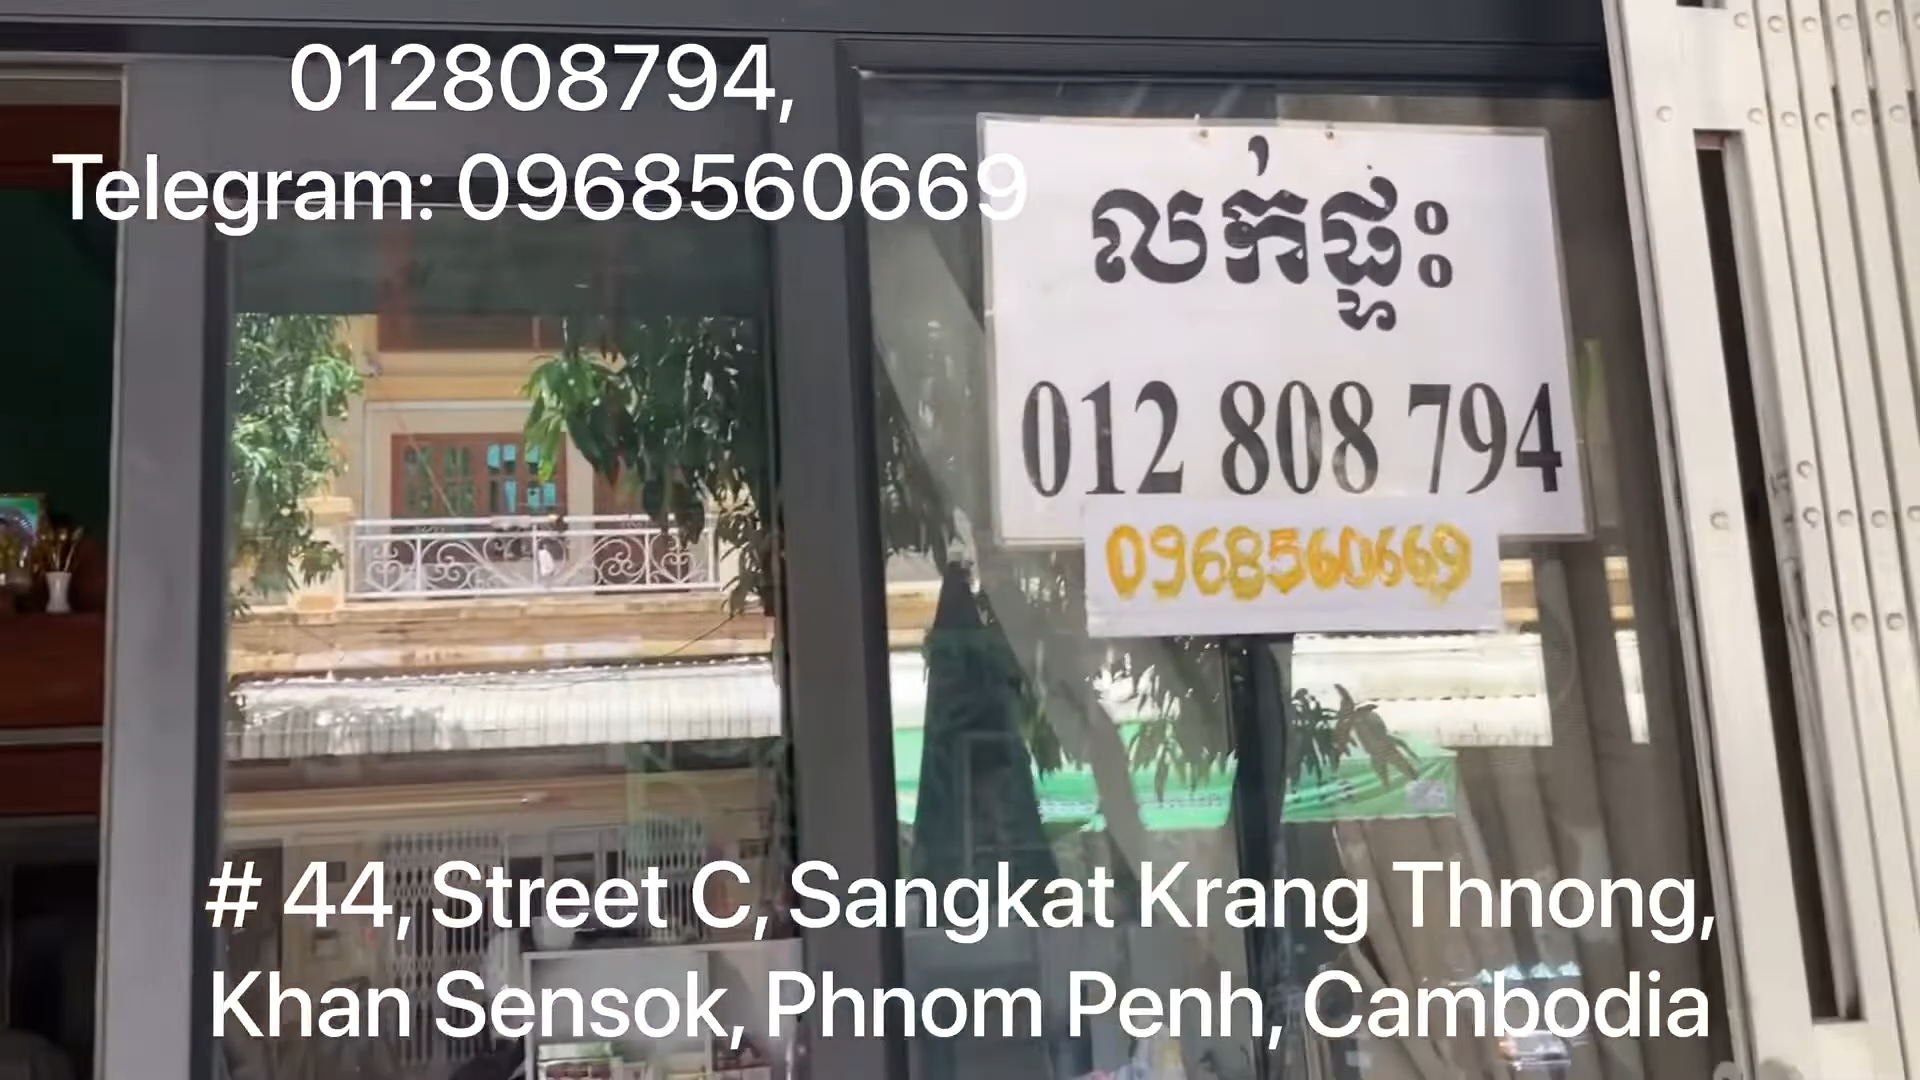 012808794,
Telegram: 0968560669
លក់ផ្ទះ
012 808 794
0968560669
# 44, Street C, Sangkat Krang Thnong,
Khan Sensok, Phnom Penh, Cambodia